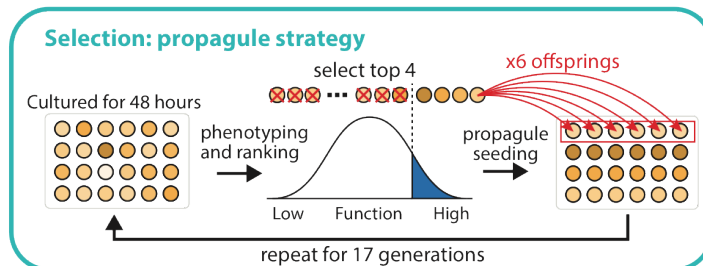 Selection: propagule strategy
select top 4
x6 offsprings
Cultured for 48 hours
phenotyping
and ranking
propagule
seeding
Low Function High
repeat for 17 generations